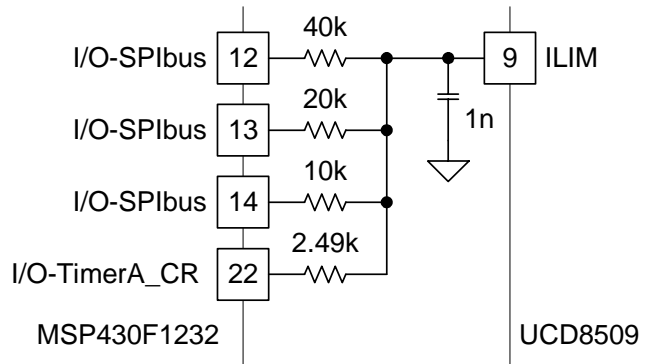 40k
I/O-SPIbus 12 9 ILIM
20k
1n
I/O-SPIbus 13
10k
I/O-SPIbus 14
2.49k
I/O-TimerA_CR 22
MSP430F1232 UCD8509